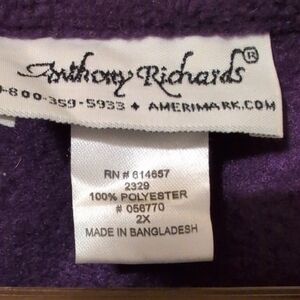 Anthony Richards®
-800-359-5933 ♦ AMERIMARK.COM
RN # 614657
2329
100% POLYESTER
# 056770
2X
MADE IN BANGLADESH